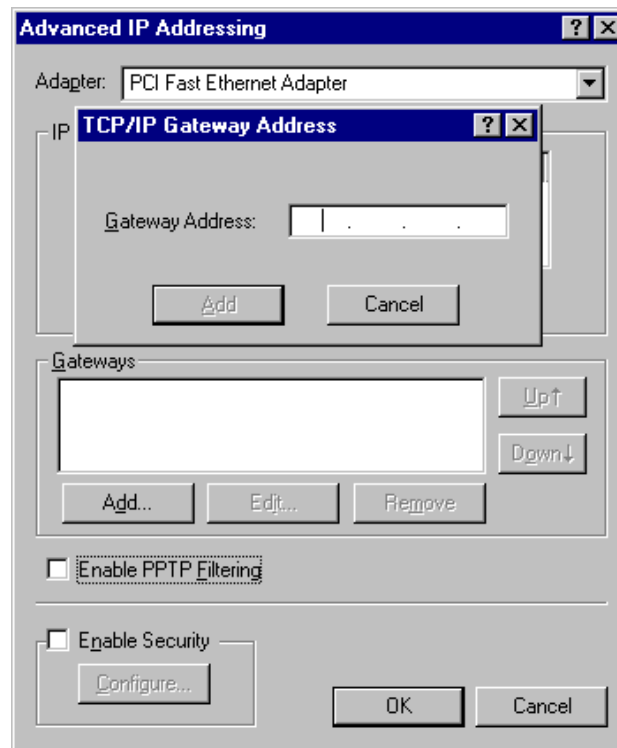 Advanced IP Addressing
Adapter: PCI Fast Ethernet Adapter
IP
TCP/IP Gateway Address
Gateway Address: . . .
Add Cancel
Gateways
Up↑
Down↓
Add... Edit... Remove
Enable PPTP Filtering
Enable Security
Configure...
OK Cancel